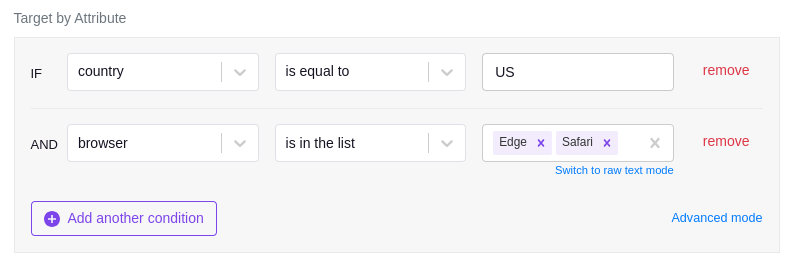 Target by Attribute
IF country is equal to US remove
AND browser is in the list Edge Safari remove
Switch to raw text mode
Add another condition Advanced mode